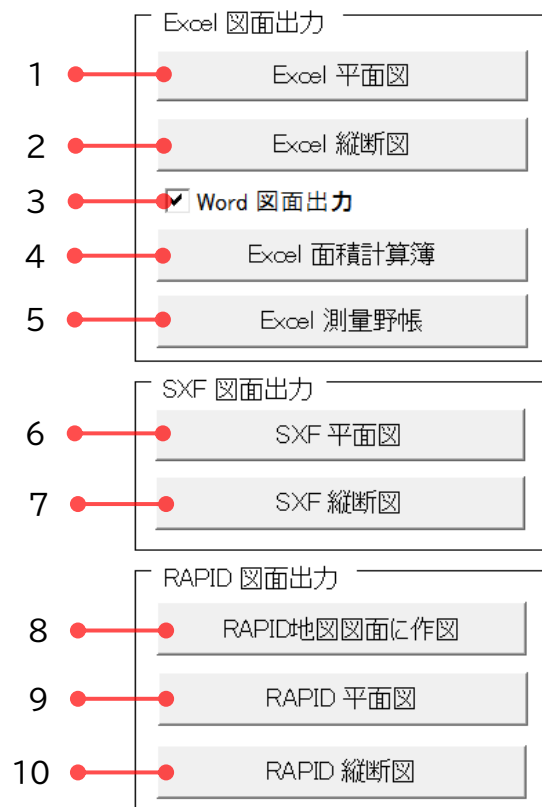 Excel 図面出力
1 Excel 平面図
2 Excel 縦断図
3 Word 図面出力
4 Excel 面積計算簿
5 Excel 測量野帳
SXF 図面出力
6 SXF 平面図
7 SXF 縦断図
RAPID 図面出力
8 RAPID地図図面に作図
9 RAPID 平面図
10 RAPID 縦断図